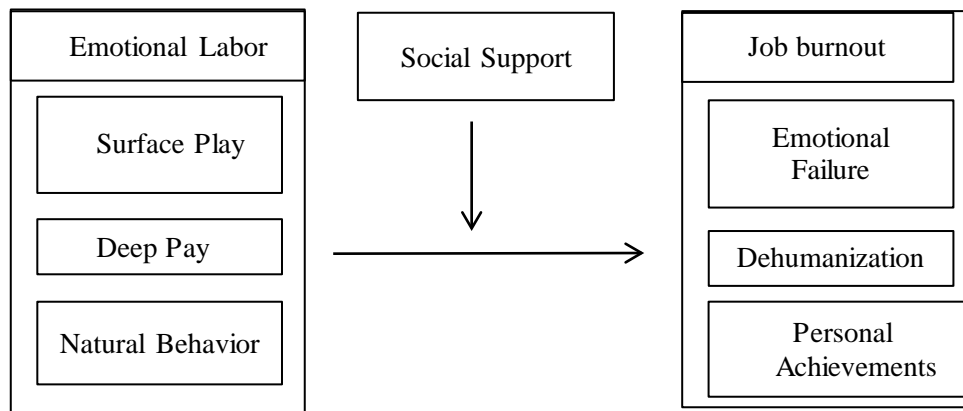 Emotional Labor
Surface Play
Deep Pay
Natural Behavior
Social Support
Job burnout
Emotional
Failure
Dehumanization
Personal
Achievements